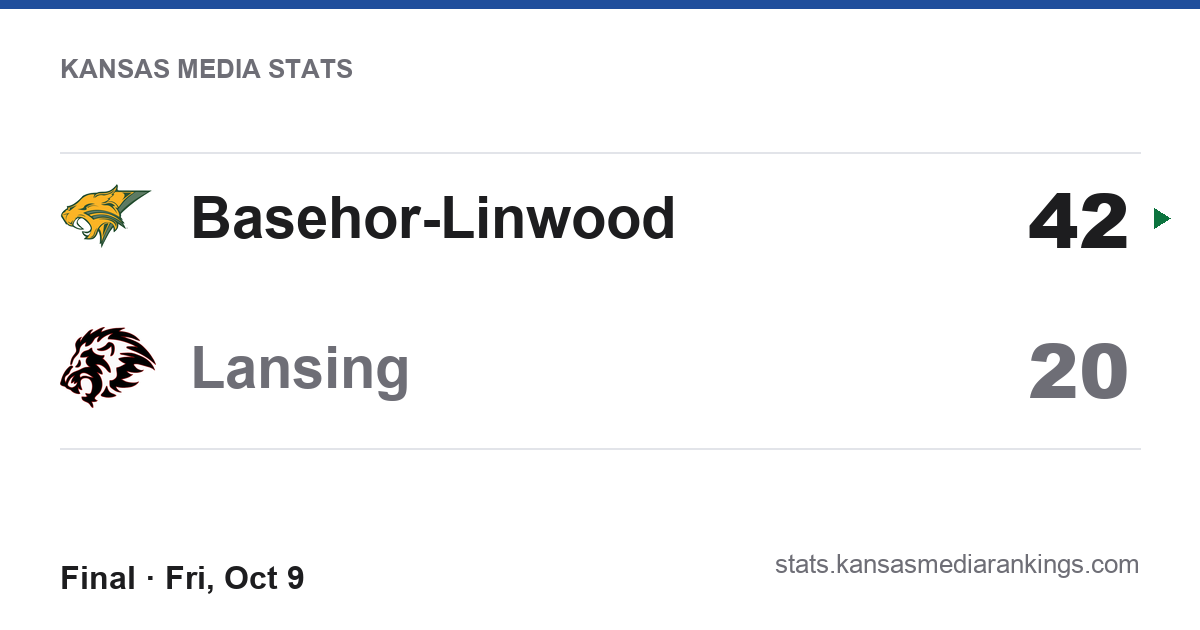 KANSAS MEDIA STATS
Basehor-Linwood 42
Lansing 20
Final · Fri, Oct 9
stats.kansasmediarankings.com